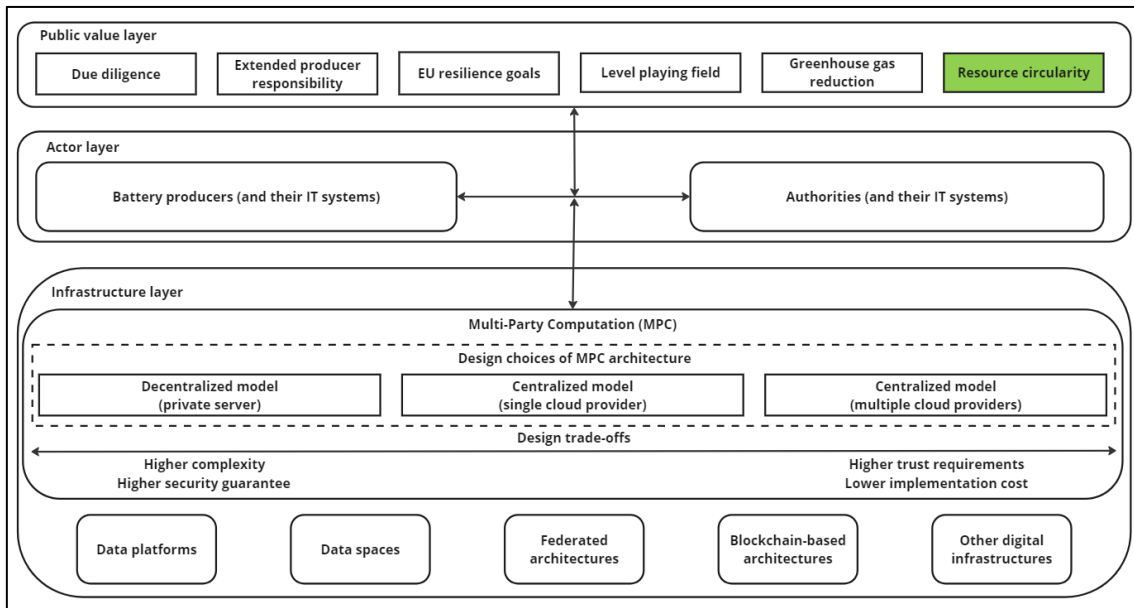 Public value layer
Due diligence
Extended producer
responsibility
EU resilience goals
Level playing field
Greenhouse gas
reduction
Resource circularity
Actor layer
Battery producers (and their IT systems)
Authorities (and their IT systems)
Infrastructure layer
Multi-Party Computation (MPC)
Design choices of MPC architecture
Decentralized model
(private server)
Centralized model
(single cloud provider)
Centralized model
(multiple cloud providers)
Design trade-offs
Higher complexity
Higher security guarantee
Higher trust requirements
Lower implementation cost
Data platforms
Data spaces
Federated
architectures
Blockchain-based
architectures
Other digital
infrastructures